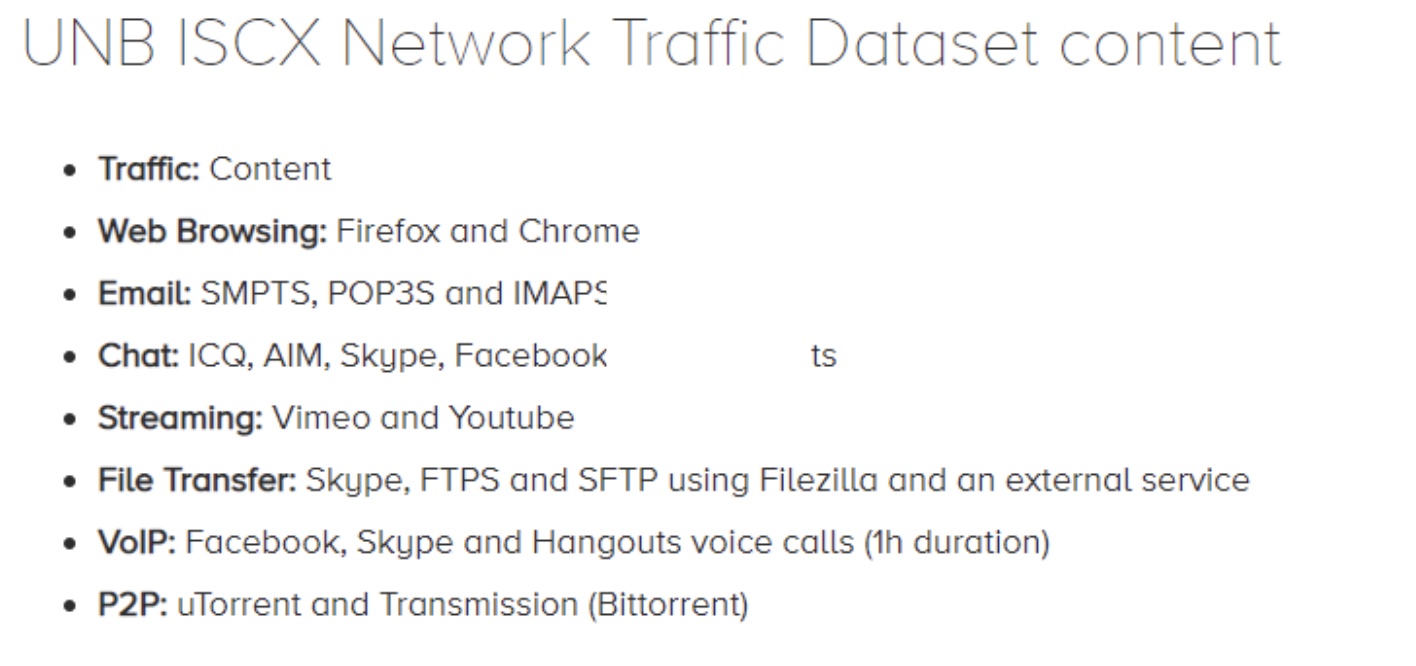 UNB ISCX Network Traffic Dataset content
Traffic: Content
Web Browsing: Firefox and Chrome
Email: SMPTS, POP3S and IMAPS
Chat: ICQ, AIM, Skype, Facebook ts
Streaming: Vimeo and Youtube
File Transfer: Skype, FTPS and SFTP using Filezilla and an external service
VoIP: Facebook, Skype and Hangouts voice calls (1h duration)
P2P: uTorrent and Transmission (Bittorrent)